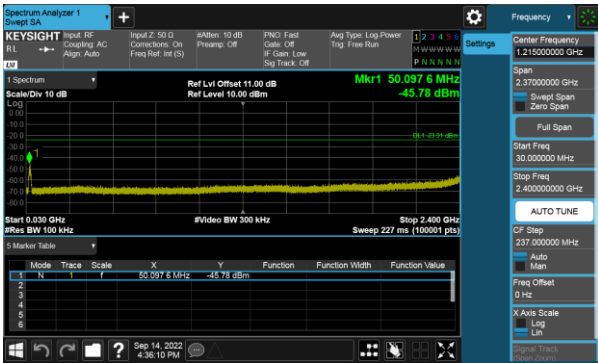 Spectrum Analyzer 1
Swept SA
+
Frequency
KEYSIGHT
RL
LXI
Input: RF
Coupling: AC
Align: Auto
Input Z: 50 Ω
Corrections: On
Freq Ref: Int (S)
#Atten: 10 dB
Preamp: Off
PNO: Fast
Gate: Off
IF Gain: Low
Sig Track: Off
Avg Type: Log-Power
Trig: Free Run
1 2 3 4 5 6
M W W W W W
P N N N N N
1 Spectrum
Scale/Div 10 dB
Ref Lvl Offset 11.00 dB
Ref Level 10.00 dBm
Mkr1 50.097 6 MHz
-45.78 dBm
Log
0.00
-10.0
-20.0
-30.0
-40.0
-50.0
-60.0
-70.0
-80.0
1
DL1 -23.51 dBm
Start 0.030 GHz
#Res BW 100 kHz
#Video BW 300 kHz
Stop 2.400 GHz
Sweep 227 ms (100001 pts)
5 Marker Table
Mode Trace Scale X Y Function Function Width Function Value
1 N 1 f 50.097 6 MHz -45.78 dBm
2
3
4
5
6
Settings
Center Frequency
1.215000000 GHz
Span
2.37000000 GHz
Swept Span
Zero Span
Full Span
Start Freq
30.000000 MHz
Stop Freq
2.400000000 GHz
AUTO TUNE
CF Step
237.000000 MHz
Auto
Man
Freq Offset
0 Hz
X Axis Scale
Log
Lin
Signal Track
(Span Zoom)
?
Sep 14, 2022
4:36:10 PM